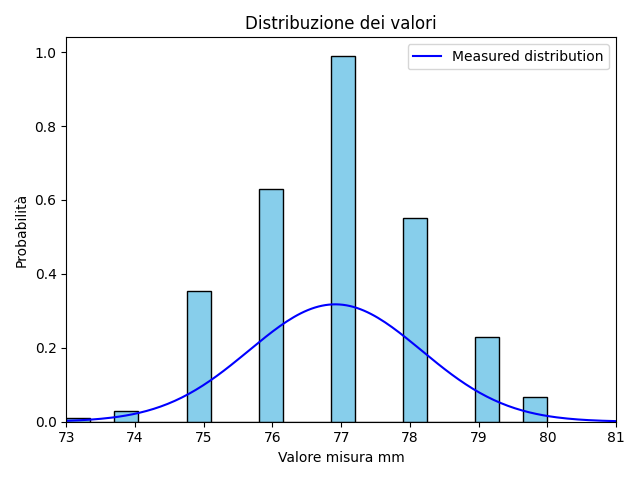 Distribuzione dei valori
Measured distribution
1.0
0.8
0.6
0.4
0.2
0.0
Probabilità
73 74 75 76 77 78 79 80 81
Valore misura mm